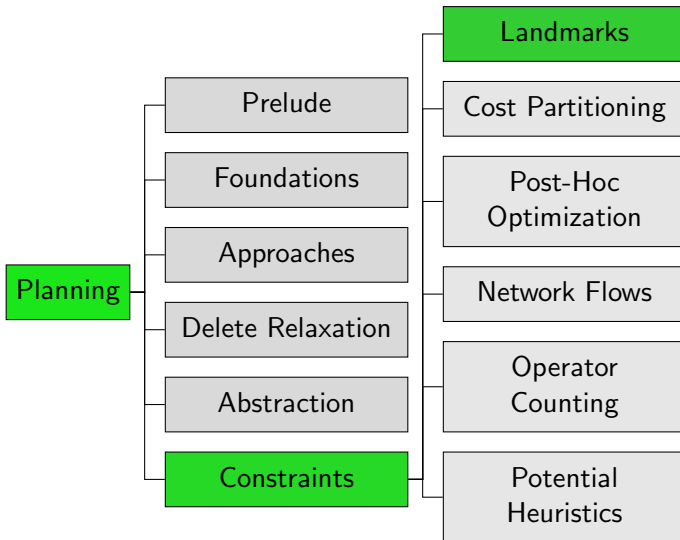 Planning
Prelude
Foundations
Approaches
Delete Relaxation
Abstraction
Constraints
Landmarks
Cost Partitioning
Post-Hoc
Optimization
Network Flows
Operator
Counting
Potential
Heuristics